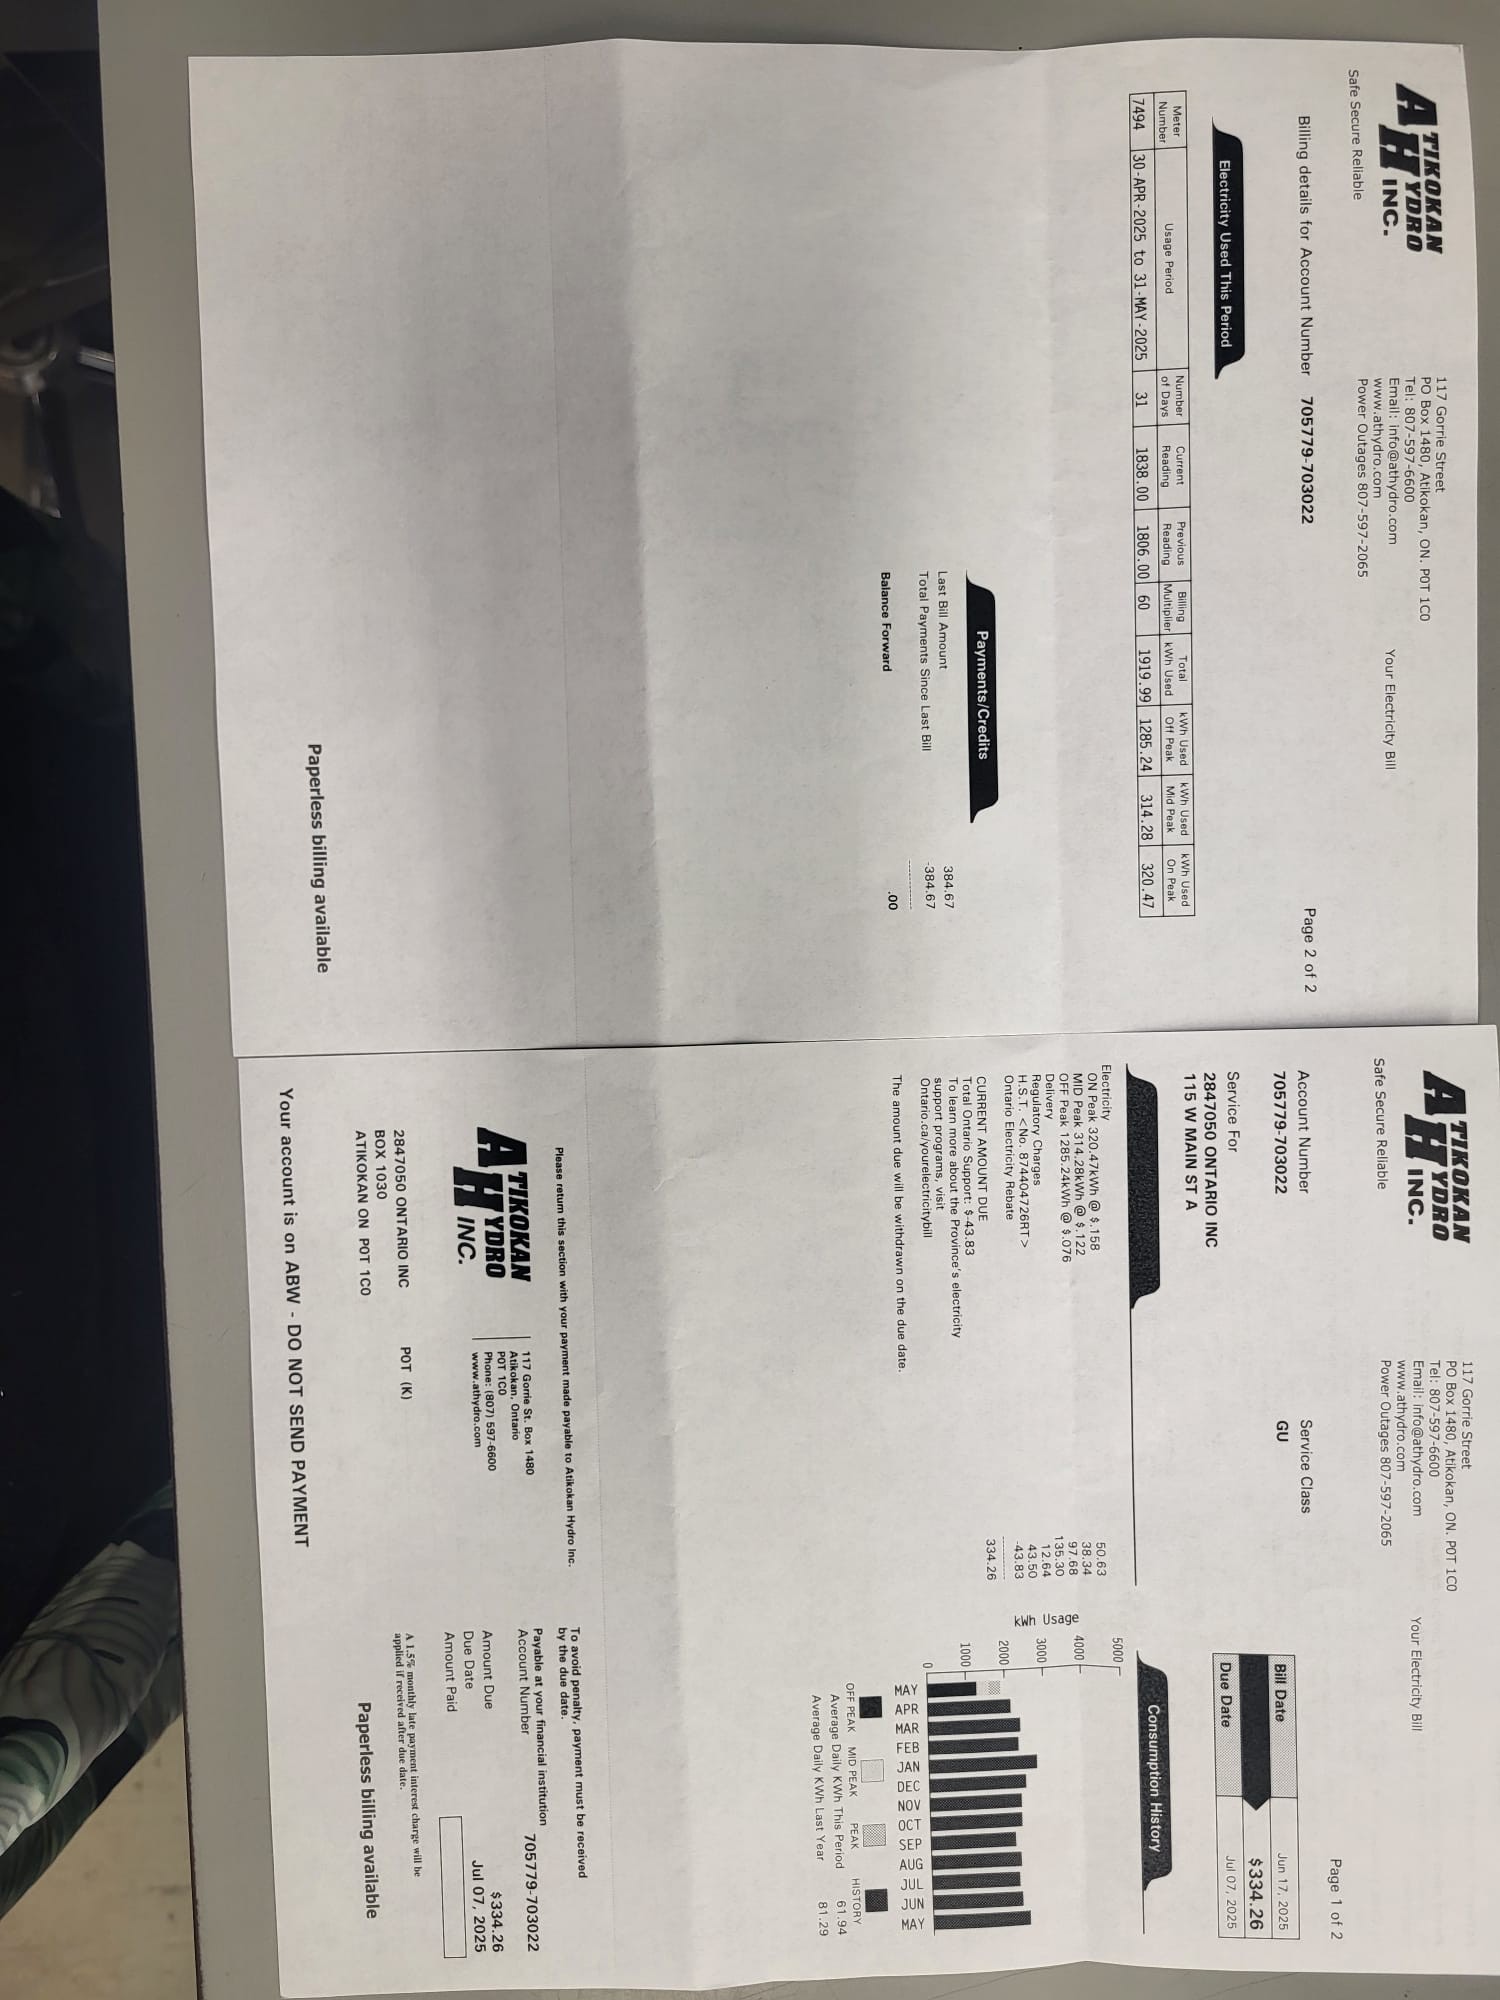 ATIKOKAN
HYDRO
INC.
Safe Secure Reliable
117 Gorrie Street
PO Box 1480, Atikokan, ON. P0T 1C0
Tel: 807-597-6600
Email: info@athydro.com
www.athydro.com
Power Outages 807-597-2065
Your Electricity Bill
Billing details for Account Number 705779-703022
Page 2 of 2
Electricity Used This Period
Meter Number Usage Period Number of Days Current Reading Previous Reading Billing Multiplier Total kWh Used kWh Used Off Peak kWh Used Mid Peak kWh Used On Peak
7494 30-APR-2025 to 31-MAY-2025 31 1838.00 1806.00 60 1919.99 1285.24 314.28 320.47
Payments/Credits
Last Bill Amount 384.67
Total Payments Since Last Bill -384.67
------------
Balance Forward .00
Paperless billing available
ATIKOKAN
HYDRO
INC.
Safe Secure Reliable
117 Gorrie Street
PO Box 1480, Atikokan, ON. P0T 1C0
Tel: 807-597-6600
Email: info@athydro.com
www.athydro.com
Power Outages 807-597-2065
Your Electricity Bill
Page 1 of 2
Account Number
705779-703022
Service Class
GU
Bill Date Jun 17, 2025
$334.26
Due Date Jul 07, 2025
Service For
2847050 ONTARIO INC
115 W MAIN ST A
Electricity
ON Peak 320.47kWh @ $.158 50.63
MID Peak 314.28kWh @ $.122 38.34
OFF Peak 1285.24kWh @ $.076 97.68
Delivery 135.30
Regulatory Charges 12.64
H.S.T. <No. 874404726RT> 43.50
Ontario Electricity Rebate -43.83
------------
CURRENT AMOUNT DUE 334.26
Total Ontario Support: $-43.83
To learn more about the Province's electricity
support programs, visit
Ontario.ca/yourelectricitybill
The amount due will be withdrawn on the due date.
Consumption History
kWh Usage
5000
4000
3000
2000
1000
0
MAY APR MAR FEB JAN DEC NOV OCT SEP AUG JUL JUN MAY
OFF PEAK MID PEAK PEAK HISTORY
Average Daily KWh This Period 61.94
Average Daily KWh Last Year 81.29
Please return this section with your payment made payable to Atikokan Hydro Inc.
ATIKOKAN
HYDRO
INC.
117 Gorrie St. Box 1480
Atikokan, Ontario
P0T 1C0
Phone: (807) 597-6600
www.athydro.com
To avoid penalty, payment must be received
by the due date.
Payable at your financial institution
Account Number 705779-703022
Amount Due $334.26
Due Date Jul 07, 2025
Amount Paid
A 1.5% monthly late payment interest charge will be
applied if received after due date.
Paperless billing available
2847050 ONTARIO INC
BOX 1030
ATIKOKAN ON P0T 1C0
POT (K)
Your account is on ABW - DO NOT SEND PAYMENT